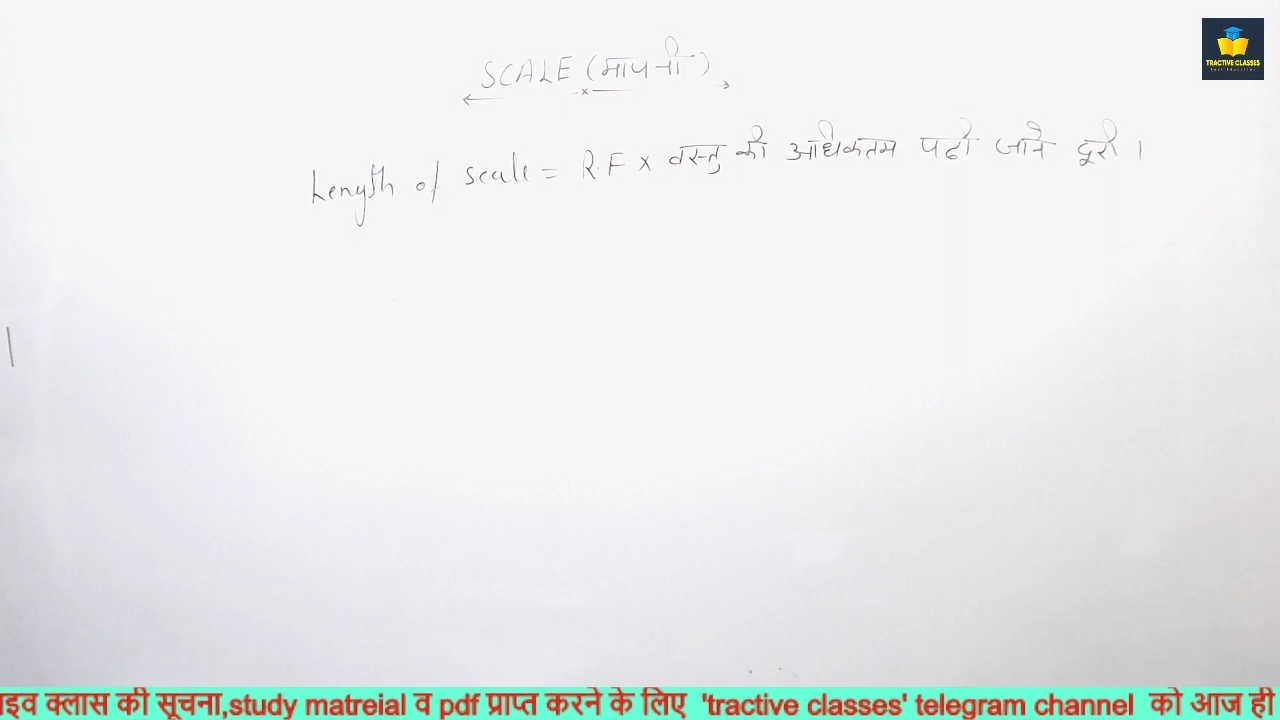 SCALE (मापनी)
Length of scale = R.F x वस्तु की अधिकतम पढी जाने दूरी ।
TRACTIVE CLASSES
ाइव क्लास की सूचना,study matreial व pdf प्राप्त करने के लिए 'tractive classes' telegram channel को आज ही